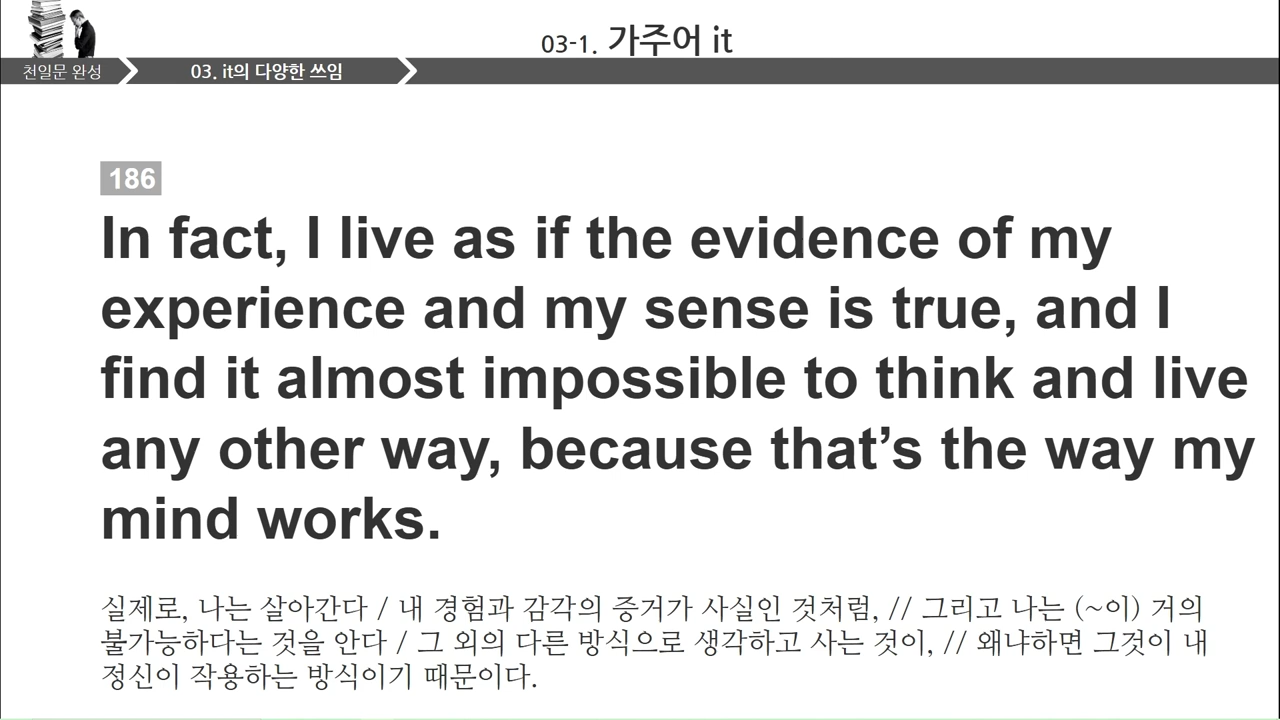 03-1. 가주어 it
천일문 완성
03. it의 다양한 쓰임
186
In fact, I live as if the evidence of my
experience and my sense is true, and I
find it almost impossible to think and live
any other way, because that’s the way my
mind works.
실제로, 나는 살아간다 / 내 경험과 감각의 증거가 사실인 것처럼, // 그리고 나는 (~이) 거의
불가능하다는 것을 안다 / 그 외의 다른 방식으로 생각하고 사는 것이, // 왜냐하면 그것이 내
정신이 작용하는 방식이기 때문이다.